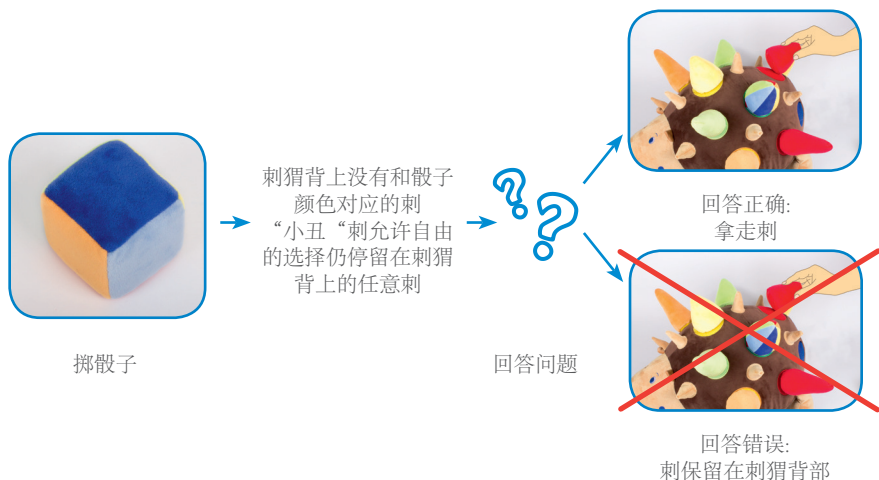 掷骰子
刺猬背上没有和骰子
颜色对应的刺
“小丑“刺允许自由
的选择仍停留在刺猬
背上的任意刺
??
回答问题
回答正确:
拿走刺
回答错误:
刺保留在刺猬背部